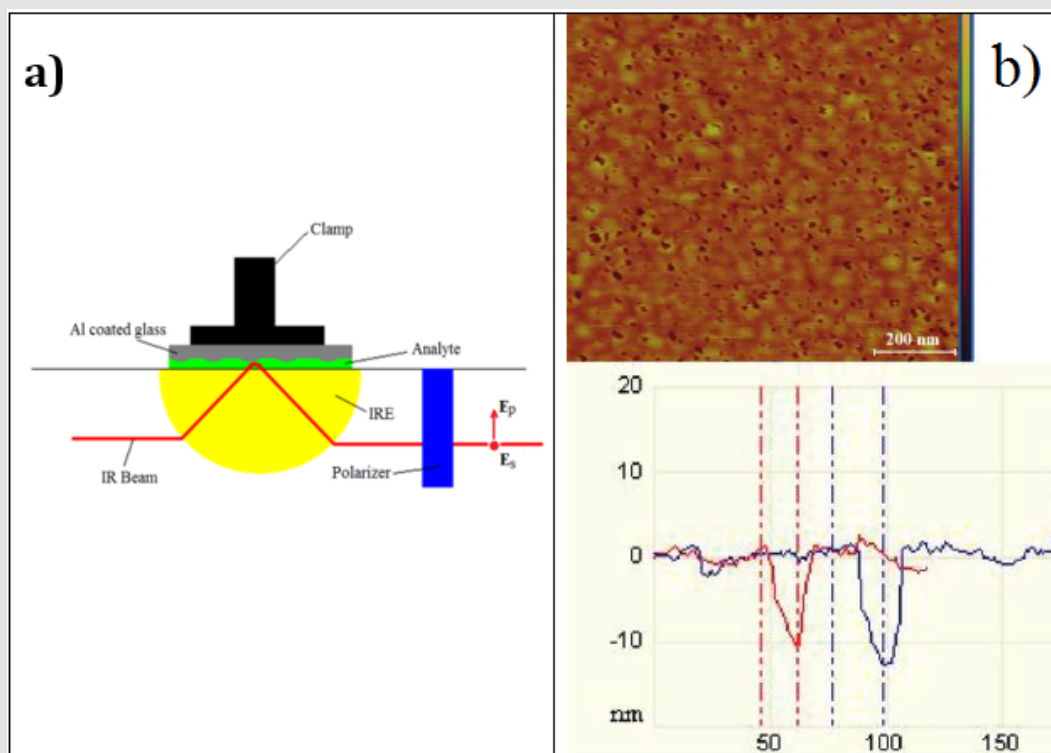 a)
Clamp
Al coated glass
Analyte
IRE
Ep
Es
IR Beam
Polarizer
b)
200 nm
20
10
0
-10
nm
50
100
150